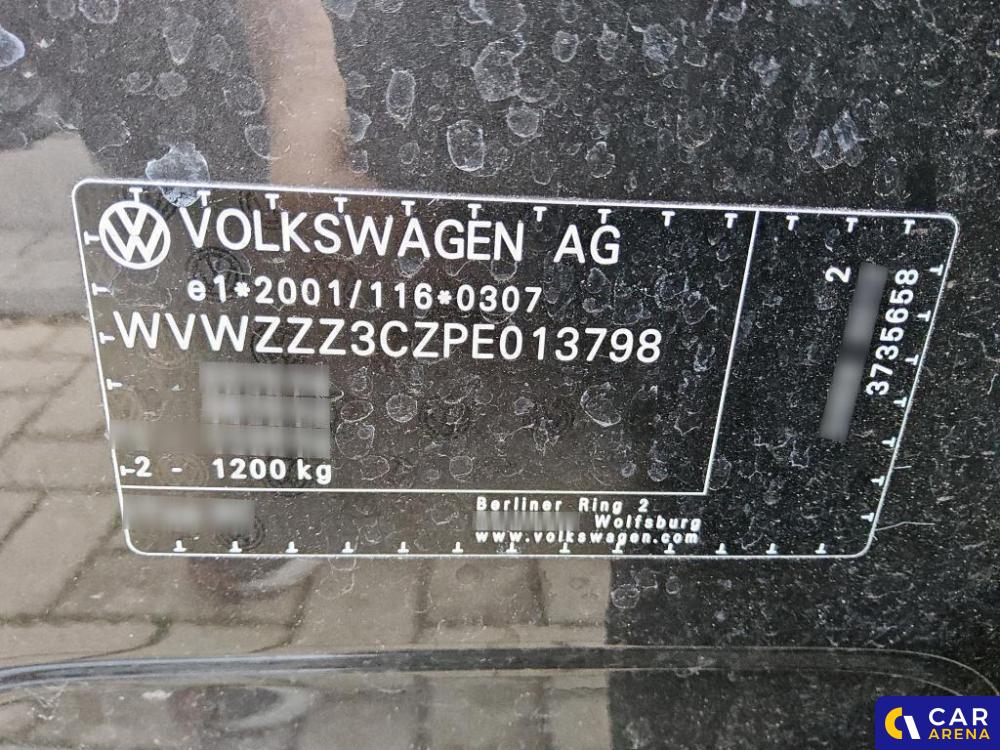 VOLKSWAGEN AG
e1*2001/116*0307
WVWZZZ3CZPE013798
2 - 1200 kg
Berliner Ring 2
Wolfsburg
www.volkswagen.com
2
3735658
CAR
ARENA